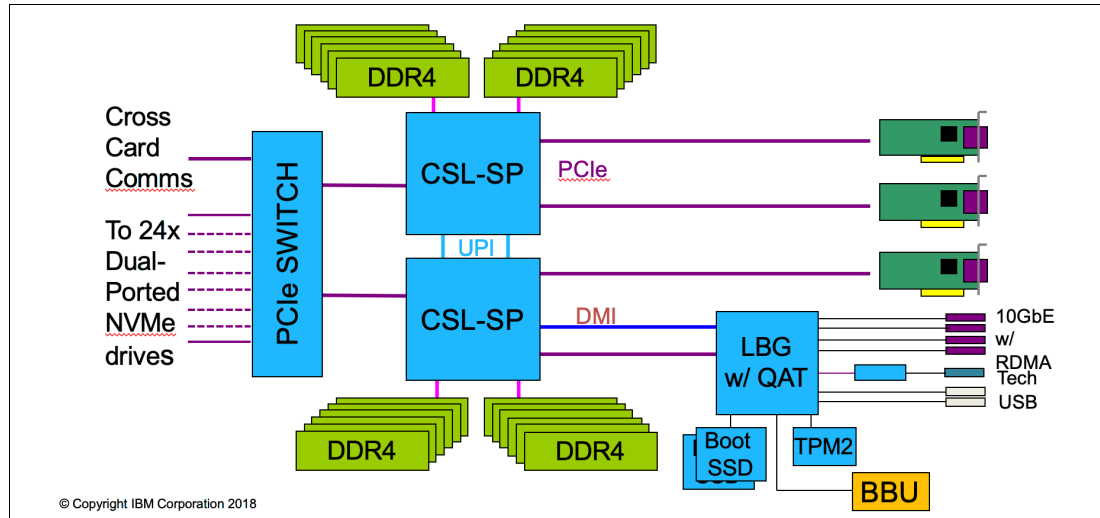 DDR4
DDR4
Cross
Card
Comms
To 24x
Dual-
Ported
NVMe
drives
PCIe SWITCH
CSL-SP
PCIe
UPI
CSL-SP
DMI
LBG
w/ QAT
10GbE
w/
RDMA
Tech
USB
Boot
SSD
TPM2
BBU
DDR4
DDR4
© Copyright IBM Corporation 2018